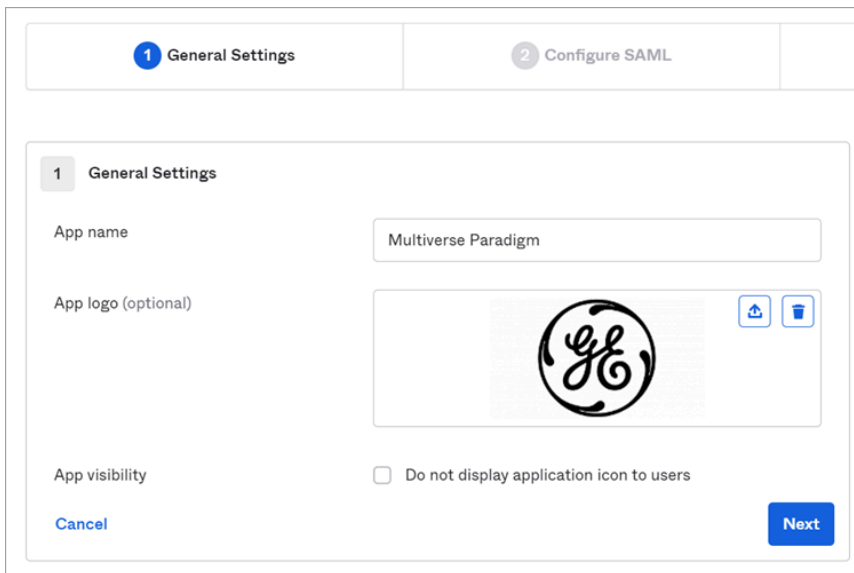 1 General Settings
2 Configure SAML
1 General Settings
App name
Multiverse Paradigm
App logo (optional)
GE
App visibility
Do not display application icon to users
Cancel
Next